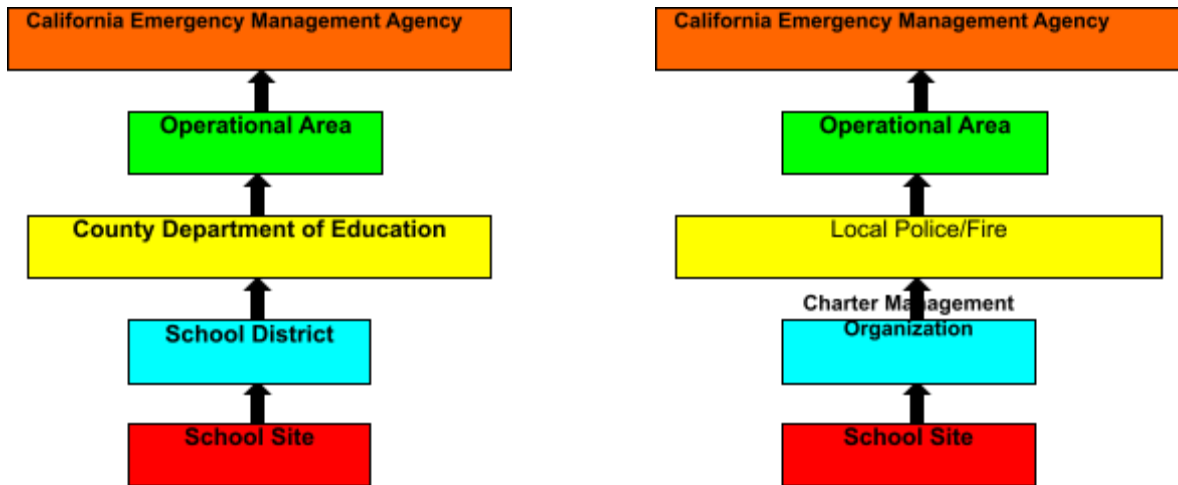 California Emergency Management Agency
Operational Area
County Department of Education
School District
School Site
California Emergency Management Agency
Operational Area
Local Police/Fire
Charter Management
Organization
School Site